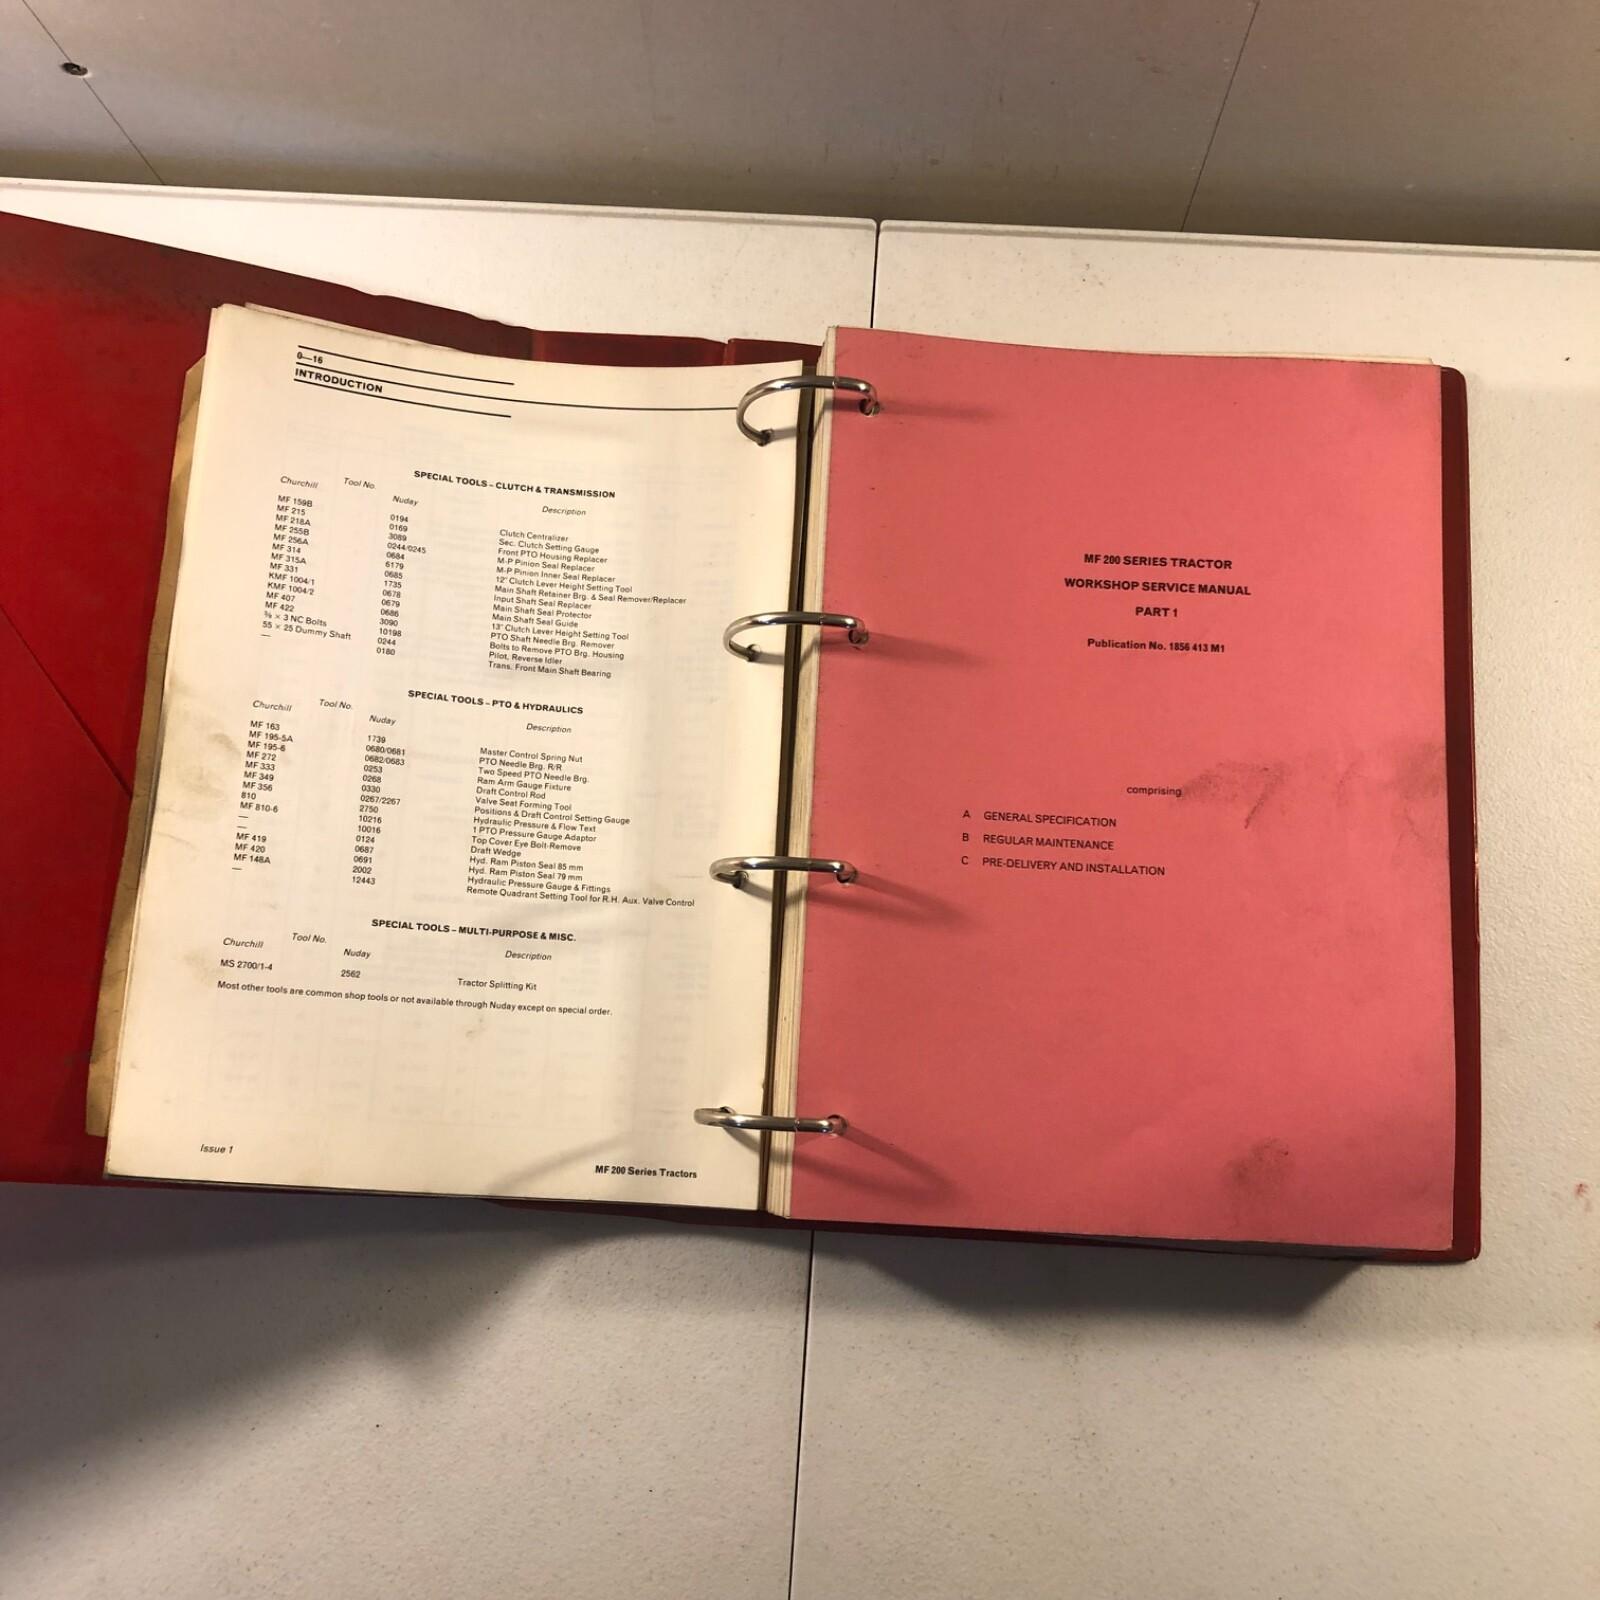 0—16
INTRODUCTION
SPECIAL TOOLS – CLUTCH & TRANSMISSION
Tool No.
Churchill Nuday Description
MF 159B 0194 Clutch Centralizer
MF 215 0169 Sec. Clutch Setting Gauge
MF 218A 3089 Front PTO Housing Replacer
MF 255B 0244/0245 M-P Pinion Seal Replacer
MF 256A 0684 M-P Pinion Inner Seal Replacer
MF 314 6179 12" Clutch Lever Height Setting Tool
MF 315A 0685 Main Shaft Retainer Brg. & Seal Remover/Replacer
MF 331 1735 Input Shaft Seal Replacer
KMF 1004/1 0678 Main Shaft Seal Protector
KMF 1004/2 0679 Main Shaft Seal Guide
MF 407 0686 13" Clutch Lever Height Setting Tool
MF 422 3090 PTO Shaft Needle Brg. Remover
⅜ × 3 NC Bolts 10198 Bolts to Remove PTO Brg. Housing
55 × 25 Dummy Shaft 0244 Pilot, Reverse Idler
— 0180 Trans. Front Main Shaft Bearing
SPECIAL TOOLS – PTO & HYDRAULICS
Tool No.
Churchill Nuday Description
MF 163 1739 Master Control Spring Nut
MF 195-5A 0680/0681 PTO Needle Brg. R/R
MF 195-6 0682/0683 Two Speed PTO Needle Brg.
MF 272 0253 Ram Arm Gauge Fixture
MF 333 0268 Draft Control Rod
MF 349 0330 Valve Seat Forming Tool
MF 356 0267/2267 Positions & Draft Control Setting Gauge
810 2750 Hydraulic Pressure & Flow Text
MF 810-6 10216 1 PTO Pressure Gauge Adaptor
— 10016 Top Cover Eye Bolt-Remove
— 0124 Draft Wedge
MF 419 0687 Hyd. Ram Piston Seal 85 mm
MF 420 0691 Hyd. Ram Piston Seal 79 mm
MF 148A 2002 Hydraulic Pressure Gauge & Fittings
— 12443 Remote Quadrant Setting Tool for R.H. Aux. Valve Control
SPECIAL TOOLS – MULTI-PURPOSE & MISC.
Tool No.
Churchill Nuday Description
MS 2700/1-4 2562 Tractor Splitting Kit
Most other tools are common shop tools or not available through Nuday except on special order.
Issue 1
MF 200 Series Tractors
MF 200 SERIES TRACTOR
WORKSHOP SERVICE MANUAL
PART 1
Publication No. 1856 413 M1
comprising
A GENERAL SPECIFICATION
B REGULAR MAINTENANCE
C PRE-DELIVERY AND INSTALLATION